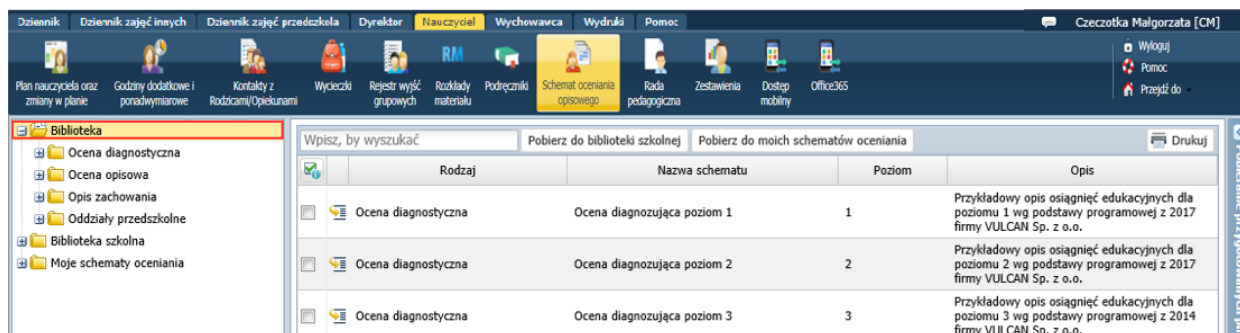 Dziennik Dziennik zajęć innych Dziennik zajęć przedszkola Dyrektor Nauczyciel Wychowawca Wydruki Pomoc Czeczotka Małgorzata [CM]
Plan nauczyciela oraz zmiany w planie
Godziny dodatkowe i ponadwymiarowe
Kontakty z Rodzicami/Opiekunami
Wycieczki
Rejestr wyjść grupowych
RM
Rozkłady materiału
Podręczniki
Schemat oceniania opisowego
Rada pedagogiczna
Zestawienia
Dostęp mobilny
Office365
Wyloguj
Pomoc
Przejdź do
Biblioteka
Ocena diagnostyczna
Ocena opisowa
Opis zachowania
Oddziały przedszkolne
Biblioteka szkolna
Moje schematy oceniania
Wpisz, by wyszukać Pobierz do biblioteki szkolnej Pobierz do moich schematów oceniania Drukuj
Rodzaj Nazwa schematu Poziom Opis
Ocena diagnostyczna Ocena diagnozująca poziom 1 1 Przykładowy opis osiągnięć edukacyjnych dla
poziomu 1 wg podstawy programowej z 2017
firmy VULCAN Sp. z o.o.
Ocena diagnostyczna Ocena diagnozująca poziom 2 2 Przykładowy opis osiągnięć edukacyjnych dla
poziomu 2 wg podstawy programowej z 2017
firmy VULCAN Sp. z o.o.
Ocena diagnostyczna Ocena diagnozująca poziom 3 3 Przykładowy opis osiągnięć edukacyjnych dla
poziomu 3 wg podstawy programowej z 2014
firmy VULCAN Sp. z o.o.
Pobieranie przygotowanych